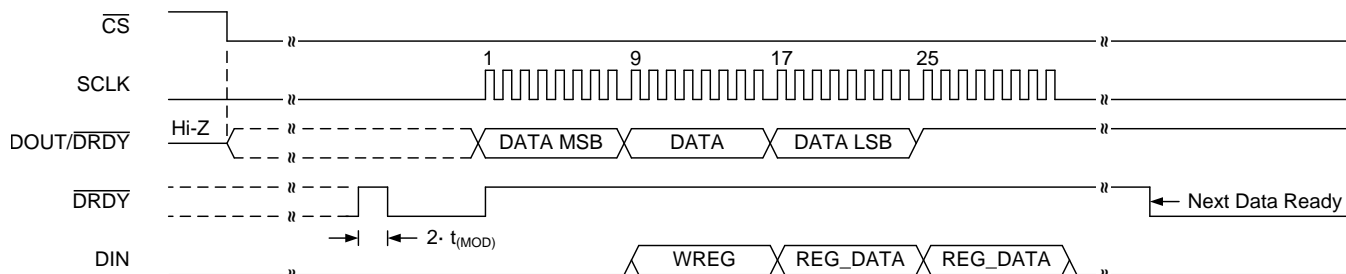 CS
SCLK
1 9 17 25
DOUT/DRDY
Hi-Z
DATA MSB DATA DATA LSB
DRDY
Next Data Ready
2· t(MOD)
DIN
WREG REG_DATA REG_DATA